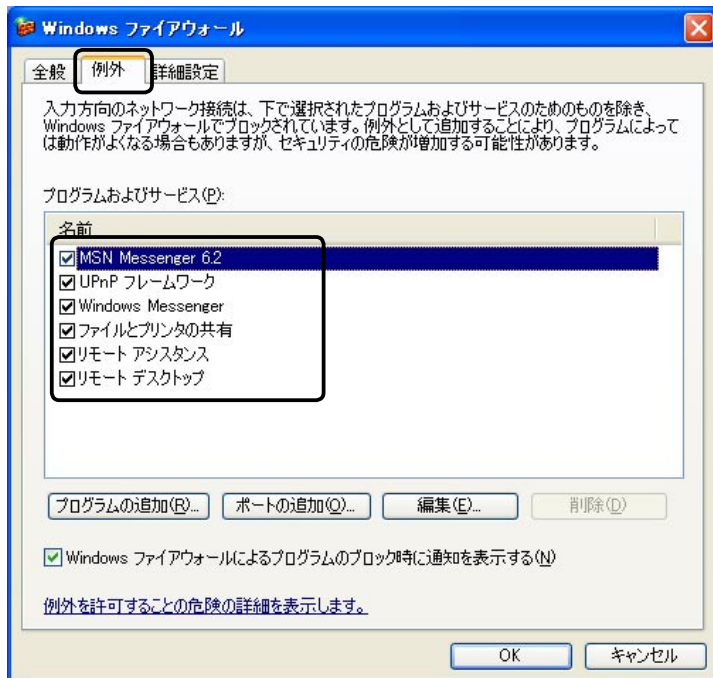 Windows ファイアウォール
全般 例外 詳細設定
入力方向のネットワーク接続は、下で選択されたプログラムおよびサービスのためのものを除き、
Windows ファイアウォールでブロックされています。例外として追加することにより、プログラムによって
は動作がよくなる場合もありますが、セキュリティの危険が増加する可能性があります。
プログラムおよびサービス(P):
名前
MSN Messenger 6.2
UPnP フレームワーク
Windows Messenger
ファイルとプリンタの共有
リモート アシスタンス
リモート デスクトップ
プログラムの追加(R)... ポートの追加(O)... 編集(E)... 削除(D)
Windows ファイアウォールによるプログラムのブロック時に通知を表示する(N)
例外を許可することの危険の詳細を表示します。
OK キャンセル